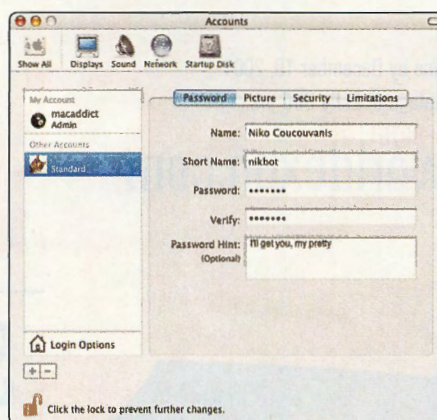 Accounts
Show All Displays Sound Network Startup Disk
My Account
macaddict
Admin
Other Accounts
Standard
Password Picture Security Limitations
Name: Niko Coucouvanis
Short Name: nikbot
Password: •••••••
Verify: •••••••
Password Hint: I'll get you, my pretty
(Optional)
Login Options
+ −
Click the lock to prevent further changes.